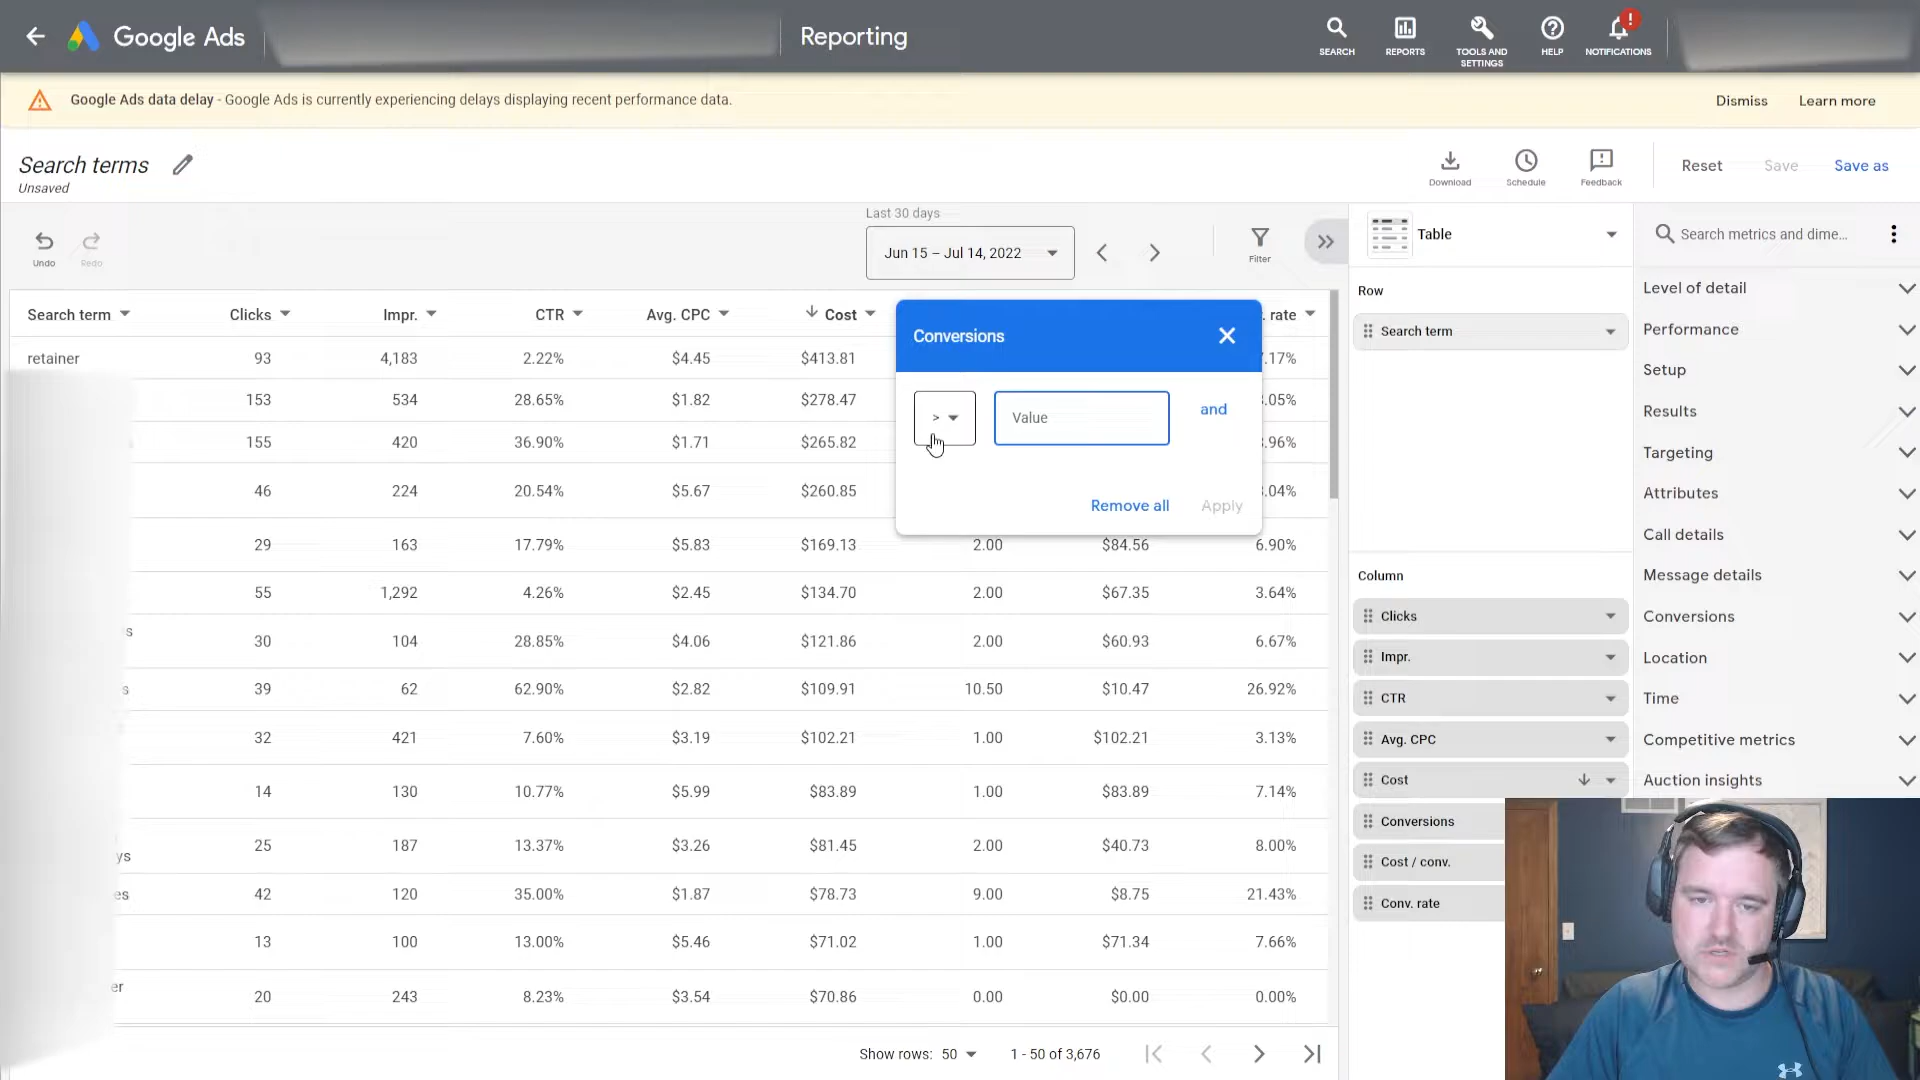 Google Ads
Reporting
SEARCH
REPORTS
TOOLS AND SETTINGS
HELP
!
NOTIFICATIONS
Google Ads data delay - Google Ads is currently experiencing delays displaying recent performance data.
Dismiss
Learn more
Search terms
Unsaved
Download
Schedule
Feedback
Reset
Save
Save as
Undo
Redo
Last 30 days
Jun 15 – Jul 14, 2022
Filter
Table
Search metrics and dime...
Search term Clicks Impr. CTR Avg. CPC Cost . rate
retainer 93 4,183 2.22% $4.45 $413.81 .17%
153 534 28.65% $1.82 $278.47 .05%
155 420 36.90% $1.71 $265.82 .96%
46 224 20.54% $5.67 $260.85 .04%
29 163 17.79% $5.83 $169.13 2.00 $84.56 6.90%
55 1,292 4.26% $2.45 $134.70 2.00 $67.35 3.64%
s 30 104 28.85% $4.06 $121.86 2.00 $60.93 6.67%
s 39 62 62.90% $2.82 $109.91 10.50 $10.47 26.92%
32 421 7.60% $3.19 $102.21 1.00 $102.21 3.13%
14 130 10.77% $5.99 $83.89 1.00 $83.89 7.14%
ys 25 187 13.37% $3.26 $81.45 2.00 $40.73 8.00%
es 42 120 35.00% $1.87 $78.73 9.00 $8.75 21.43%
13 100 13.00% $5.46 $71.02 1.00 $71.34 7.66%
er 20 243 8.23% $3.54 $70.86 0.00 $0.00 0.00%
Conversions
> Value and
Remove all Apply
Show rows: 50 1 - 50 of 3,676
Row
Search term
Column
Clicks
Impr.
CTR
Avg. CPC
Cost
Conversions
Cost / conv.
Conv. rate
Level of detail
Performance
Setup
Results
Targeting
Attributes
Call details
Message details
Conversions
Location
Time
Competitive metrics
Auction insights